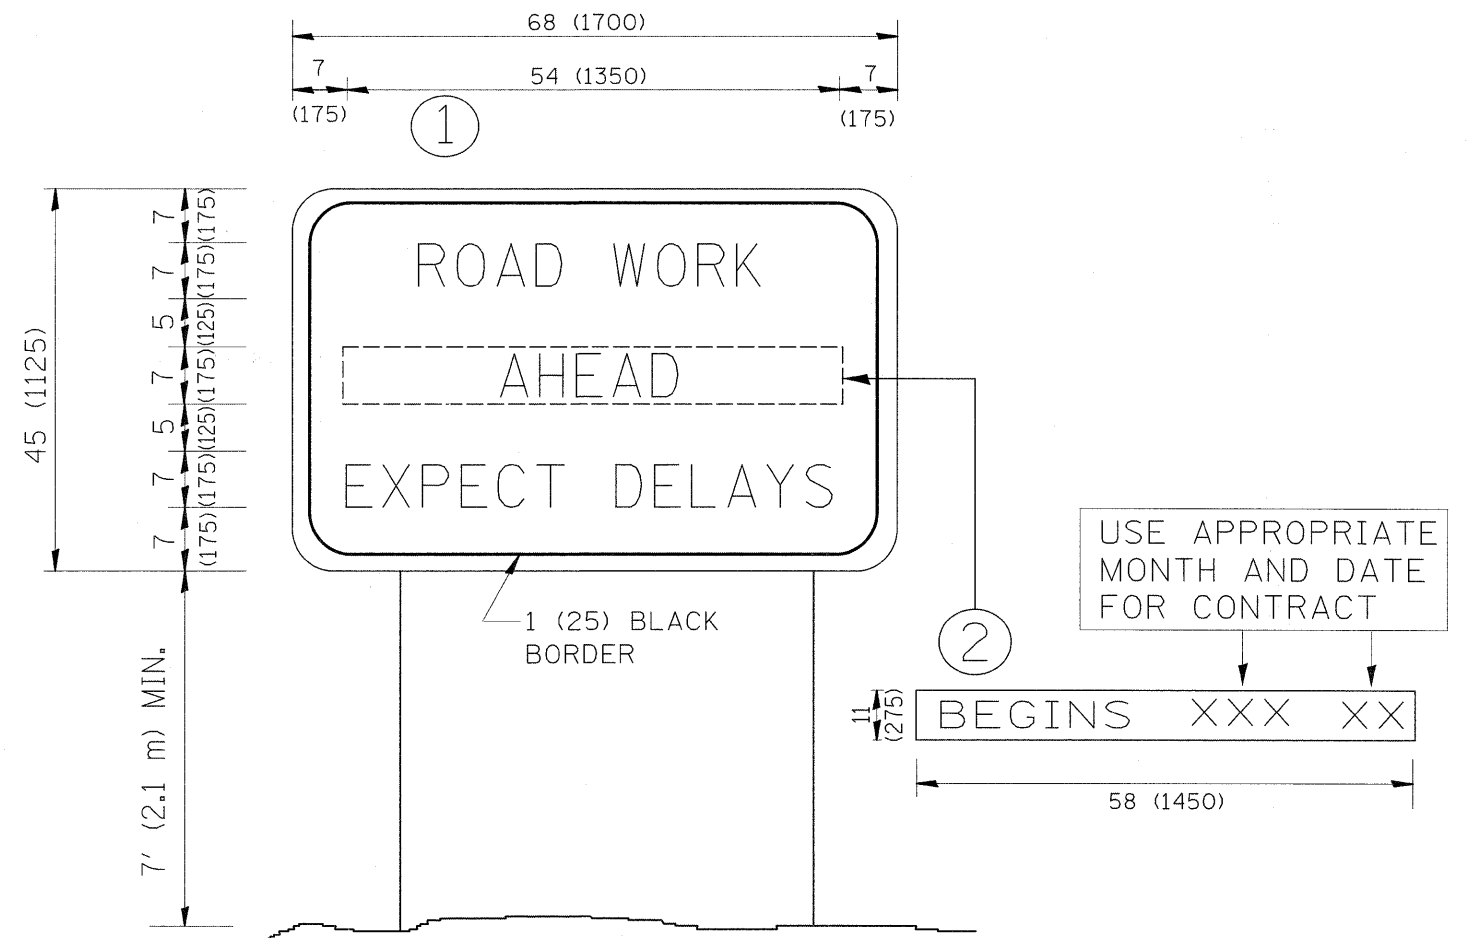 68 (1700)
7
54 (1350)
7
(175)
(175)
1
7
(175)
7
(175)
5
(125)
7
(175)
5
(125)
7
(175)
7
(175)
45 (1125)
ROAD WORK
AHEAD
EXPECT DELAYS
1 (25) BLACK
BORDER
7' (2.1 m) MIN.
2
USE APPROPRIATE
MONTH AND DATE
FOR CONTRACT
11
(275)
BEGINS XXX XX
58 (1450)